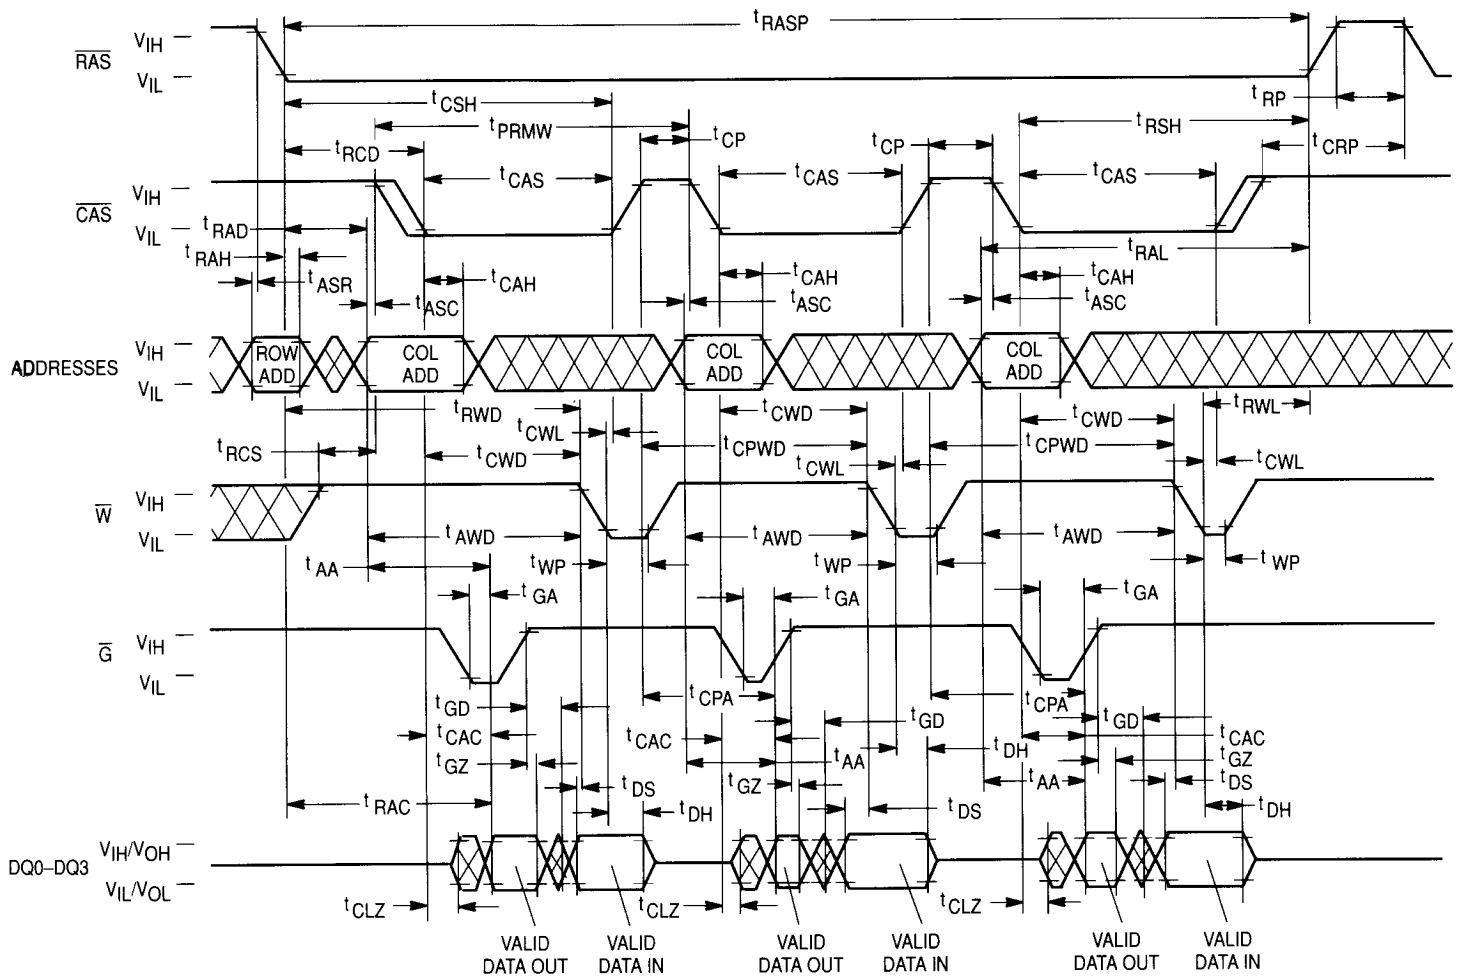 tRASP
VIH
RAS
VIL
tCSH
tRP
tPRMW
tCP
tCP
tRSH
tRCD
tCRP
tCAS
tCAS
tCAS
VIH
CAS
VIL
tRAD
tRAL
tRAH
tASR
tCAH
tCAH
tCAH
tASC
tASC
tASC
VIH
ROW ADD
COL ADD
COL ADD
COL ADD
ADDRESSES
VIL
tRWD
tCWD
tCWD
tRWL
tCWL
tCPWD
tCPWD
tRCS
tCWD
tCWL
tCWL
VIH
W
VIL
tAWD
tAWD
tAWD
tAA
tWP
tWP
tWP
tGA
tGA
tGA
VIH
G
VIL
tCPA
tCPA
tGD
tGD
tGD
tCAC
tCAC
tDH
tCAC
tGZ
tAA
tGZ
tDS
tGZ
tAA
tDS
tRAC
tDH
tDS
tDH
VIH/VOH
DQ0–DQ3
VIL/VOL
tCLZ
tCLZ
tCLZ
VALID DATA OUT
VALID DATA IN
VALID DATA OUT
VALID DATA IN
VALID DATA OUT
VALID DATA IN